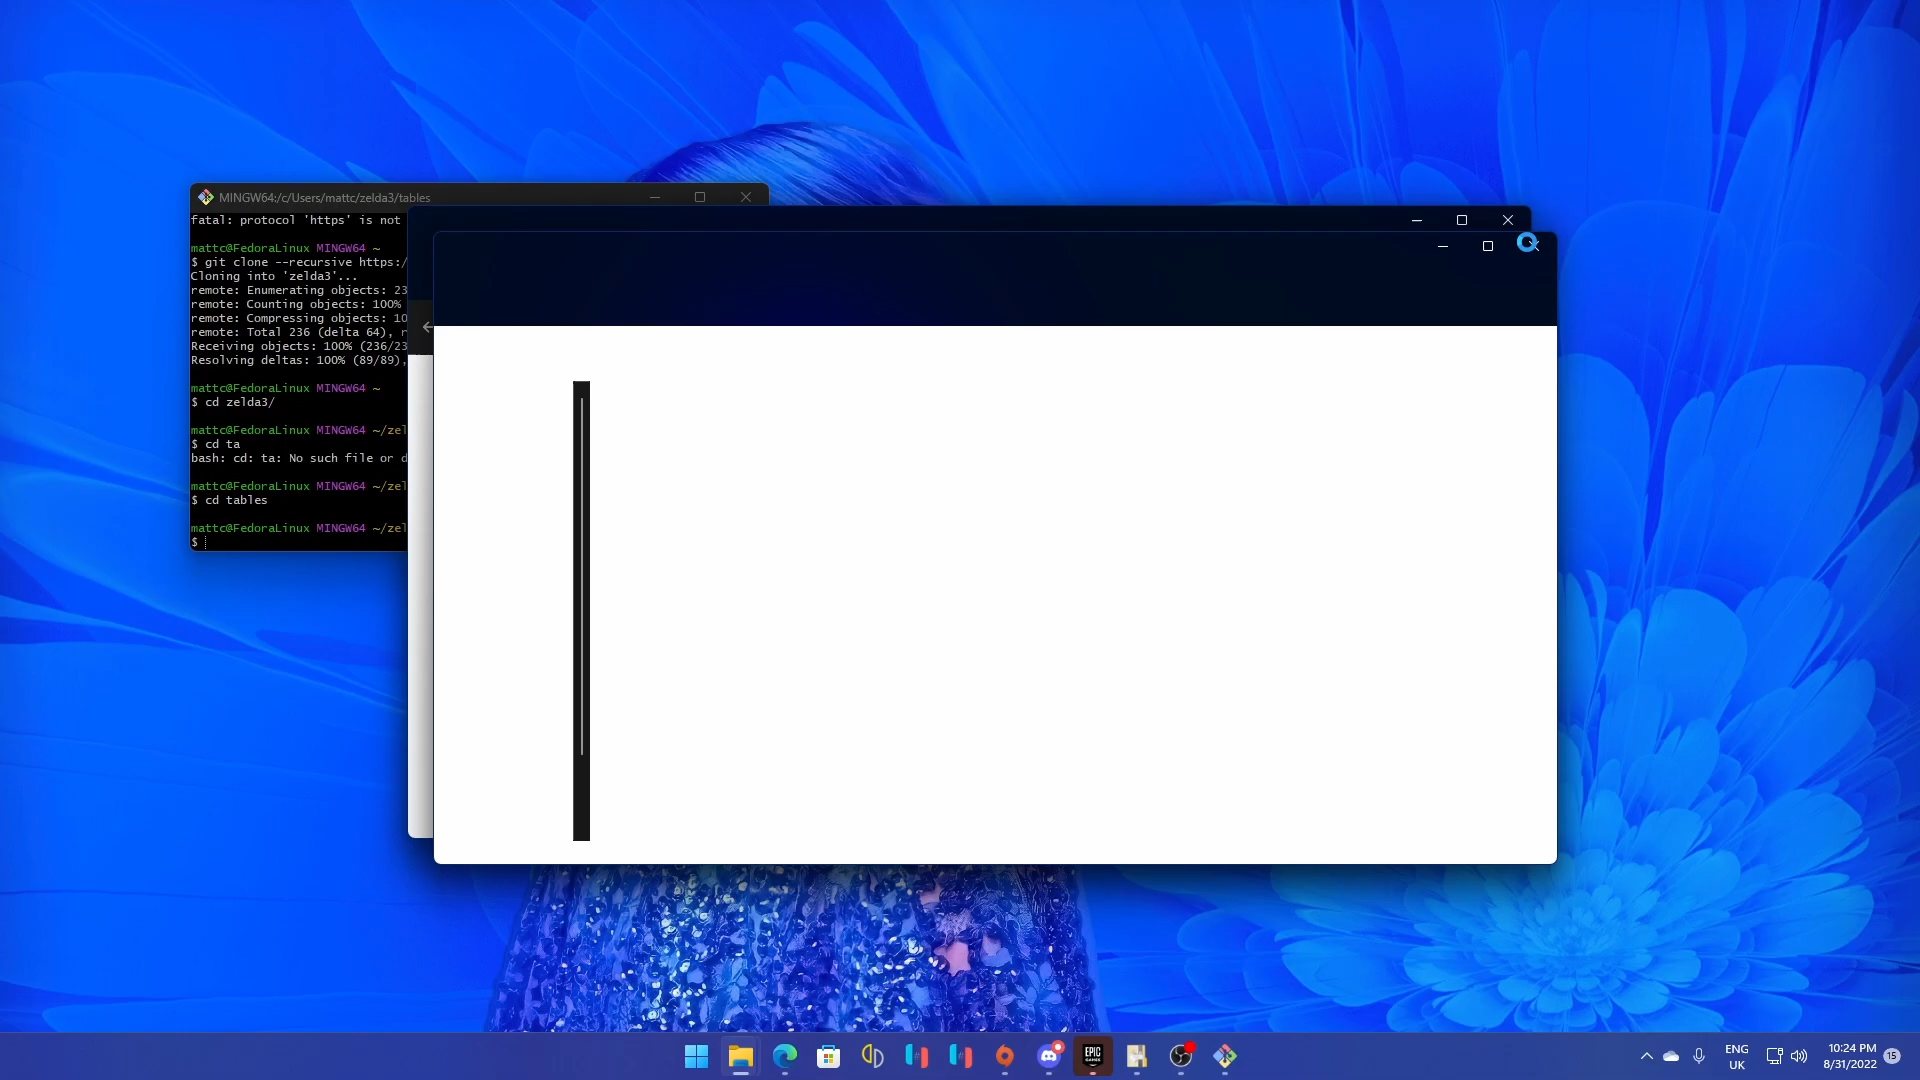 MINGW64:/c/Users/mattc/zelda3/tables
fatal: protocol 'https' is not
mattc@FedoraLinux MINGW64 ~
$ git clone --recursive https:/
Cloning into 'zelda3'...
remote: Enumerating objects: 23
remote: Counting objects: 100%
remote: Compressing objects: 10
remote: Total 236 (delta 64), r
Receiving objects: 100% (236/23
Resolving deltas: 100% (89/89),
mattc@FedoraLinux MINGW64 ~
$ cd zelda3/
mattc@FedoraLinux MINGW64 ~/zel
$ cd ta
bash: cd: ta: No such file or d
mattc@FedoraLinux MINGW64 ~/zel
$ cd tables
mattc@FedoraLinux MINGW64 ~/zel
$
EPIC
GAMES
ENG
UK
10:24 PM
8/31/2022
15